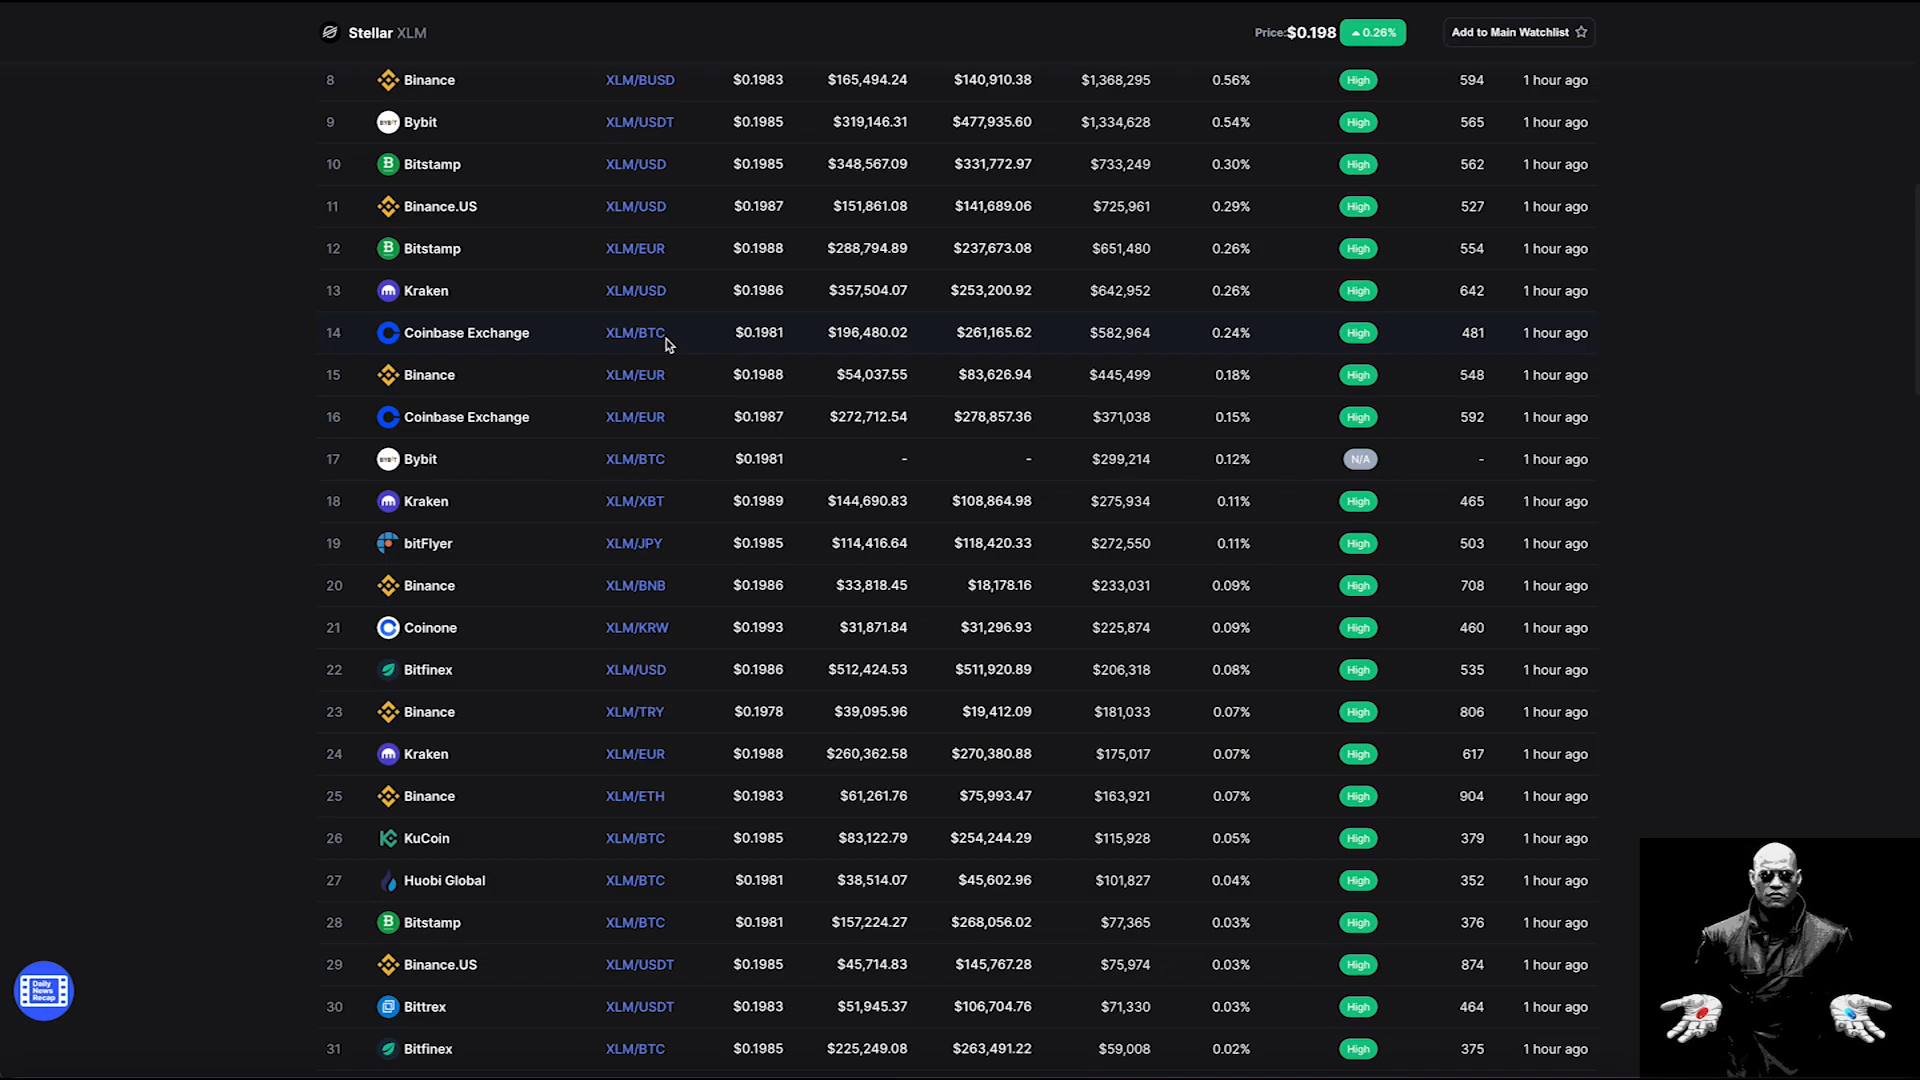 Stellar XLM Price:$0.198 0.26% Add to Main Watchlist
8 Binance XLM/BUSD $0.1983 $165,494.24 $140,910.38 $1,368,295 0.56% High 594 1 hour ago
9 BYBIT Bybit XLM/USDT $0.1985 $319,146.31 $477,935.60 $1,334,628 0.54% High 565 1 hour ago
10 Bitstamp XLM/USD $0.1985 $348,567.09 $331,772.97 $733,249 0.30% High 562 1 hour ago
11 Binance.US XLM/USD $0.1987 $151,861.08 $141,689.06 $725,961 0.29% High 527 1 hour ago
12 Bitstamp XLM/EUR $0.1988 $288,794.89 $237,673.08 $651,480 0.26% High 554 1 hour ago
13 Kraken XLM/USD $0.1986 $357,504.07 $253,200.92 $642,952 0.26% High 642 1 hour ago
14 Coinbase Exchange XLM/BTC $0.1981 $196,480.02 $261,165.62 $582,964 0.24% High 481 1 hour ago
15 Binance XLM/EUR $0.1988 $54,037.55 $83,626.94 $445,499 0.18% High 548 1 hour ago
16 Coinbase Exchange XLM/EUR $0.1987 $272,712.54 $278,857.36 $371,038 0.15% High 592 1 hour ago
17 BYBIT Bybit XLM/BTC $0.1981 - - $299,214 0.12% N/A - 1 hour ago
18 Kraken XLM/XBT $0.1989 $144,690.83 $108,864.98 $275,934 0.11% High 465 1 hour ago
19 bitFlyer XLM/JPY $0.1985 $114,416.64 $118,420.33 $272,550 0.11% High 503 1 hour ago
20 Binance XLM/BNB $0.1986 $33,818.45 $18,178.16 $233,031 0.09% High 708 1 hour ago
21 Coinone XLM/KRW $0.1993 $31,871.84 $31,296.93 $225,874 0.09% High 460 1 hour ago
22 Bitfinex XLM/USD $0.1986 $512,424.53 $511,920.89 $206,318 0.08% High 535 1 hour ago
23 Binance XLM/TRY $0.1978 $39,095.96 $19,412.09 $181,033 0.07% High 806 1 hour ago
24 Kraken XLM/EUR $0.1988 $260,362.58 $270,380.88 $175,017 0.07% High 617 1 hour ago
25 Binance XLM/ETH $0.1983 $61,261.76 $75,993.47 $163,921 0.07% High 904 1 hour ago
26 KuCoin XLM/BTC $0.1985 $83,122.79 $254,244.29 $115,928 0.05% High 379 1 hour ago
27 Huobi Global XLM/BTC $0.1981 $38,514.07 $45,602.96 $101,827 0.04% High 352 1 hour ago
28 Bitstamp XLM/BTC $0.1981 $157,224.27 $268,056.02 $77,365 0.03% High 376 1 hour ago
29 Binance.US XLM/USDT $0.1985 $45,714.83 $145,767.28 $75,974 0.03% High 874 1 hour ago
Daily
News
Recap
30 Bittrex XLM/USDT $0.1983 $51,945.37 $106,704.76 $71,330 0.03% High 464 1 hour ago
31 Bitfinex XLM/BTC $0.1985 $225,249.08 $263,491.22 $59,008 0.02% High 375 1 hour ago